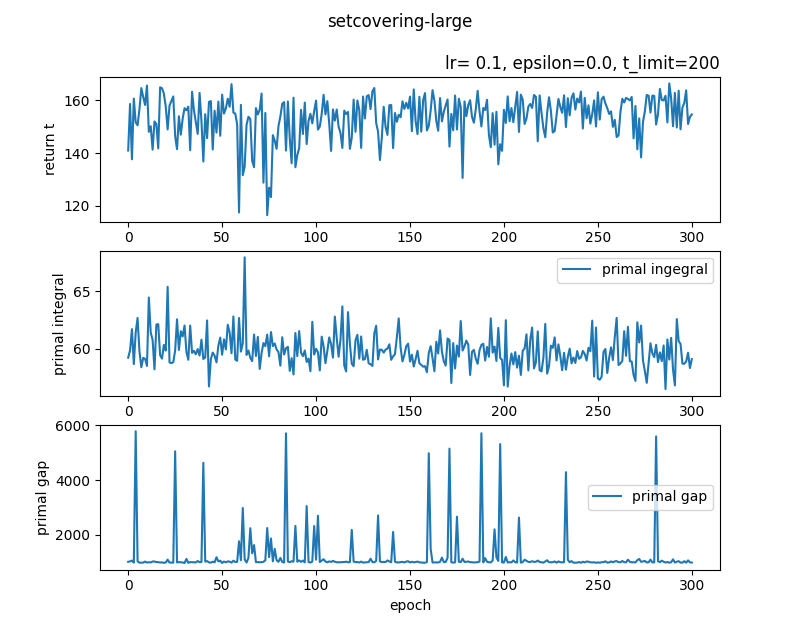 setcovering-large
lr= 0.1, epsilon=0.0, t_limit=200
return t
160
140
120
0 50 100 150 200 250 300
primal integral
65
60
primal ingegral
0 50 100 150 200 250 300
primal gap
6000
4000
2000
primal gap
0 50 100 150 200 250 300
epoch